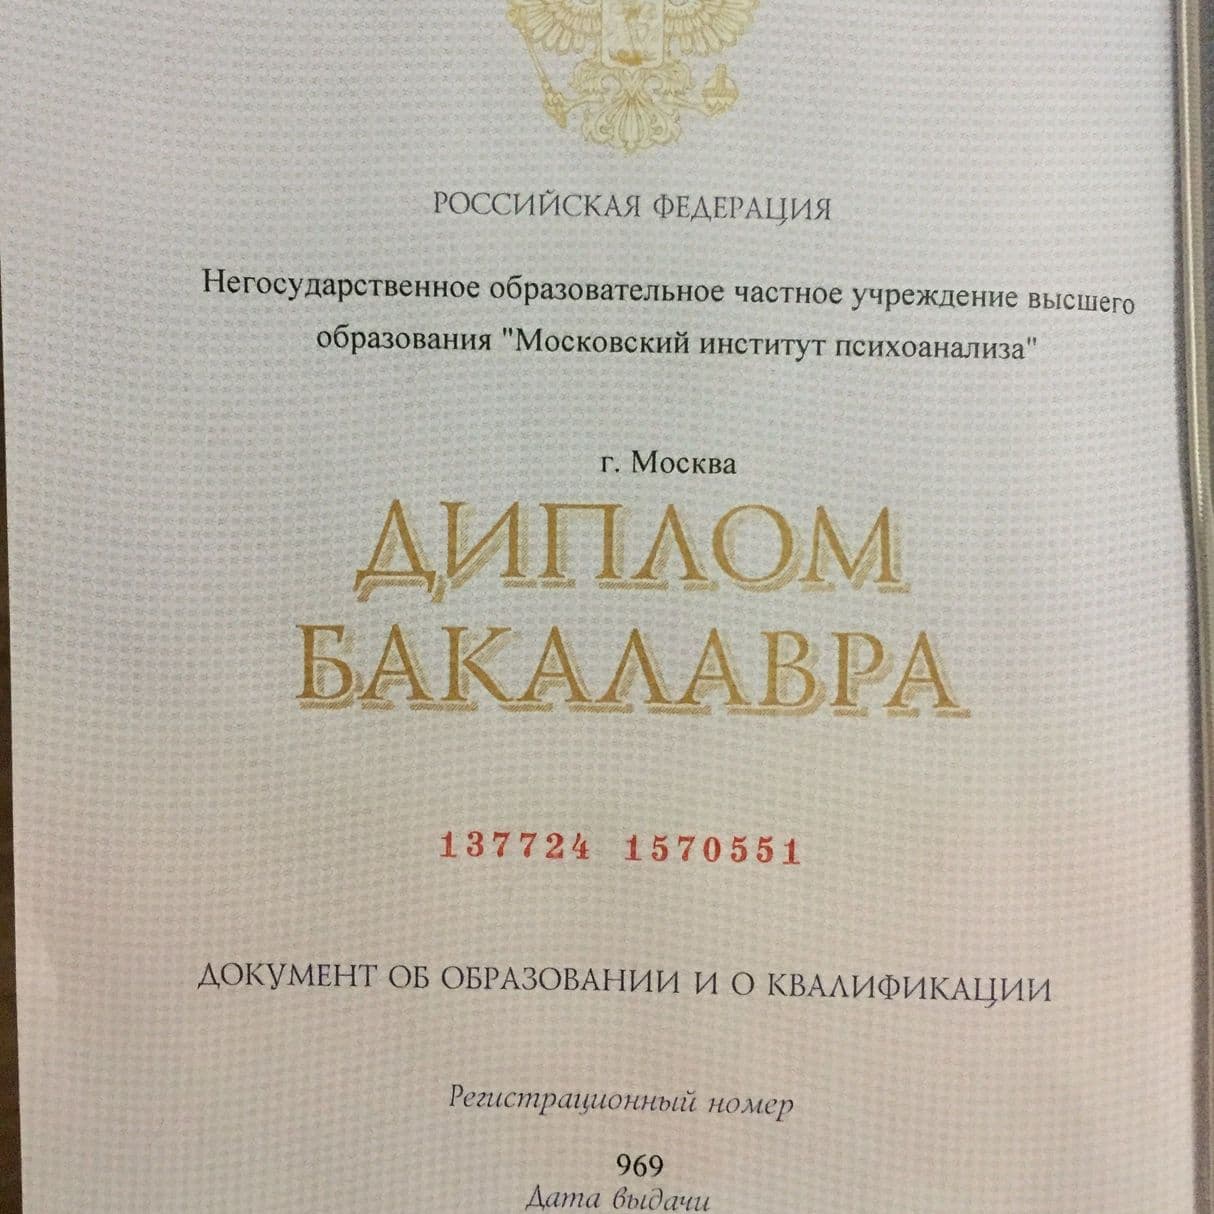 РОССИЙСКАЯ ФЕДЕРАЦИЯ
Негосударственное образовательное частное учреждение высшего
образования "Московский институт психоанализа"
г. Москва
ДИПЛОМ
БАКАЛАВРА
137724 1570551
ДОКУМЕНТ ОБ ОБРАЗОВАНИИ И О КВАЛИФИКАЦИИ
Регистрационный номер
969
Дата выдачи